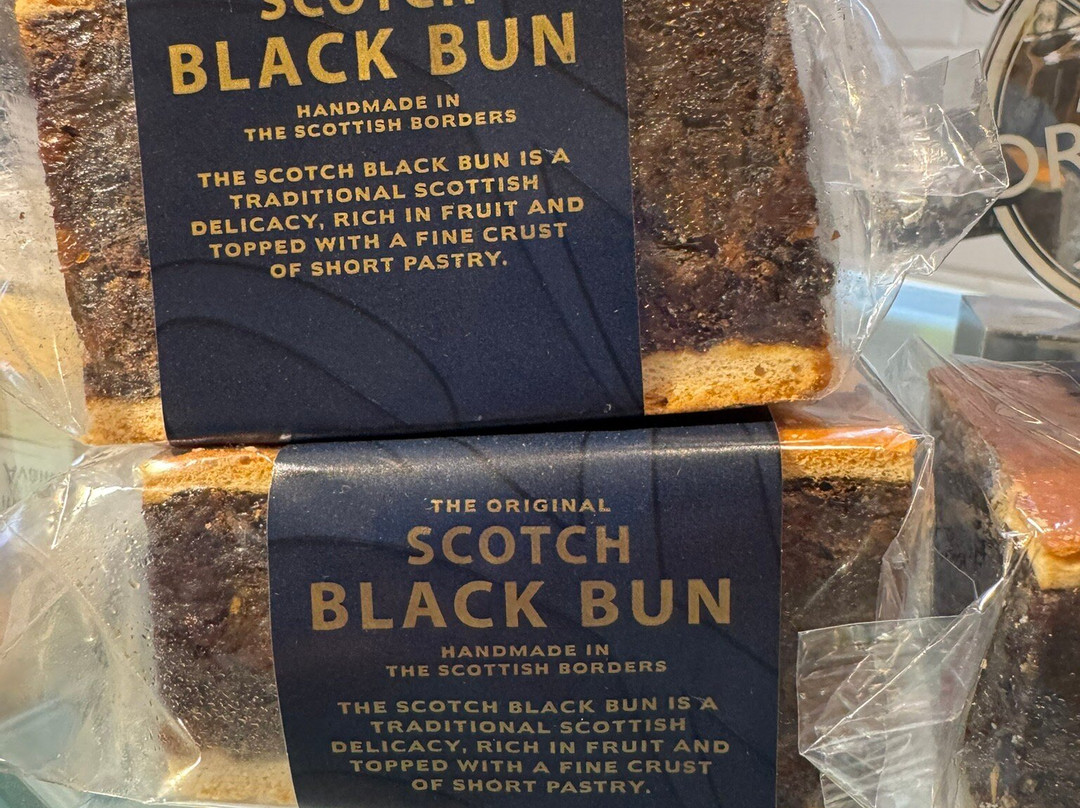 SCOTCH
BLACK BUN
HANDMADE IN
THE SCOTTISH BORDERS
THE SCOTCH BLACK BUN IS A
TRADITIONAL SCOTTISH
DELICACY, RICH IN FRUIT AND
TOPPED WITH A FINE CRUST
OF SHORT PASTRY.
THE ORIGINAL
SCOTCH
BLACK BUN
HANDMADE IN
THE SCOTTISH BORDERS
THE SCOTCH BLACK BUN IS A
TRADITIONAL SCOTTISH
DELICACY, RICH IN FRUIT AND
TOPPED WITH A FINE CRUST
OF SHORT PASTRY.